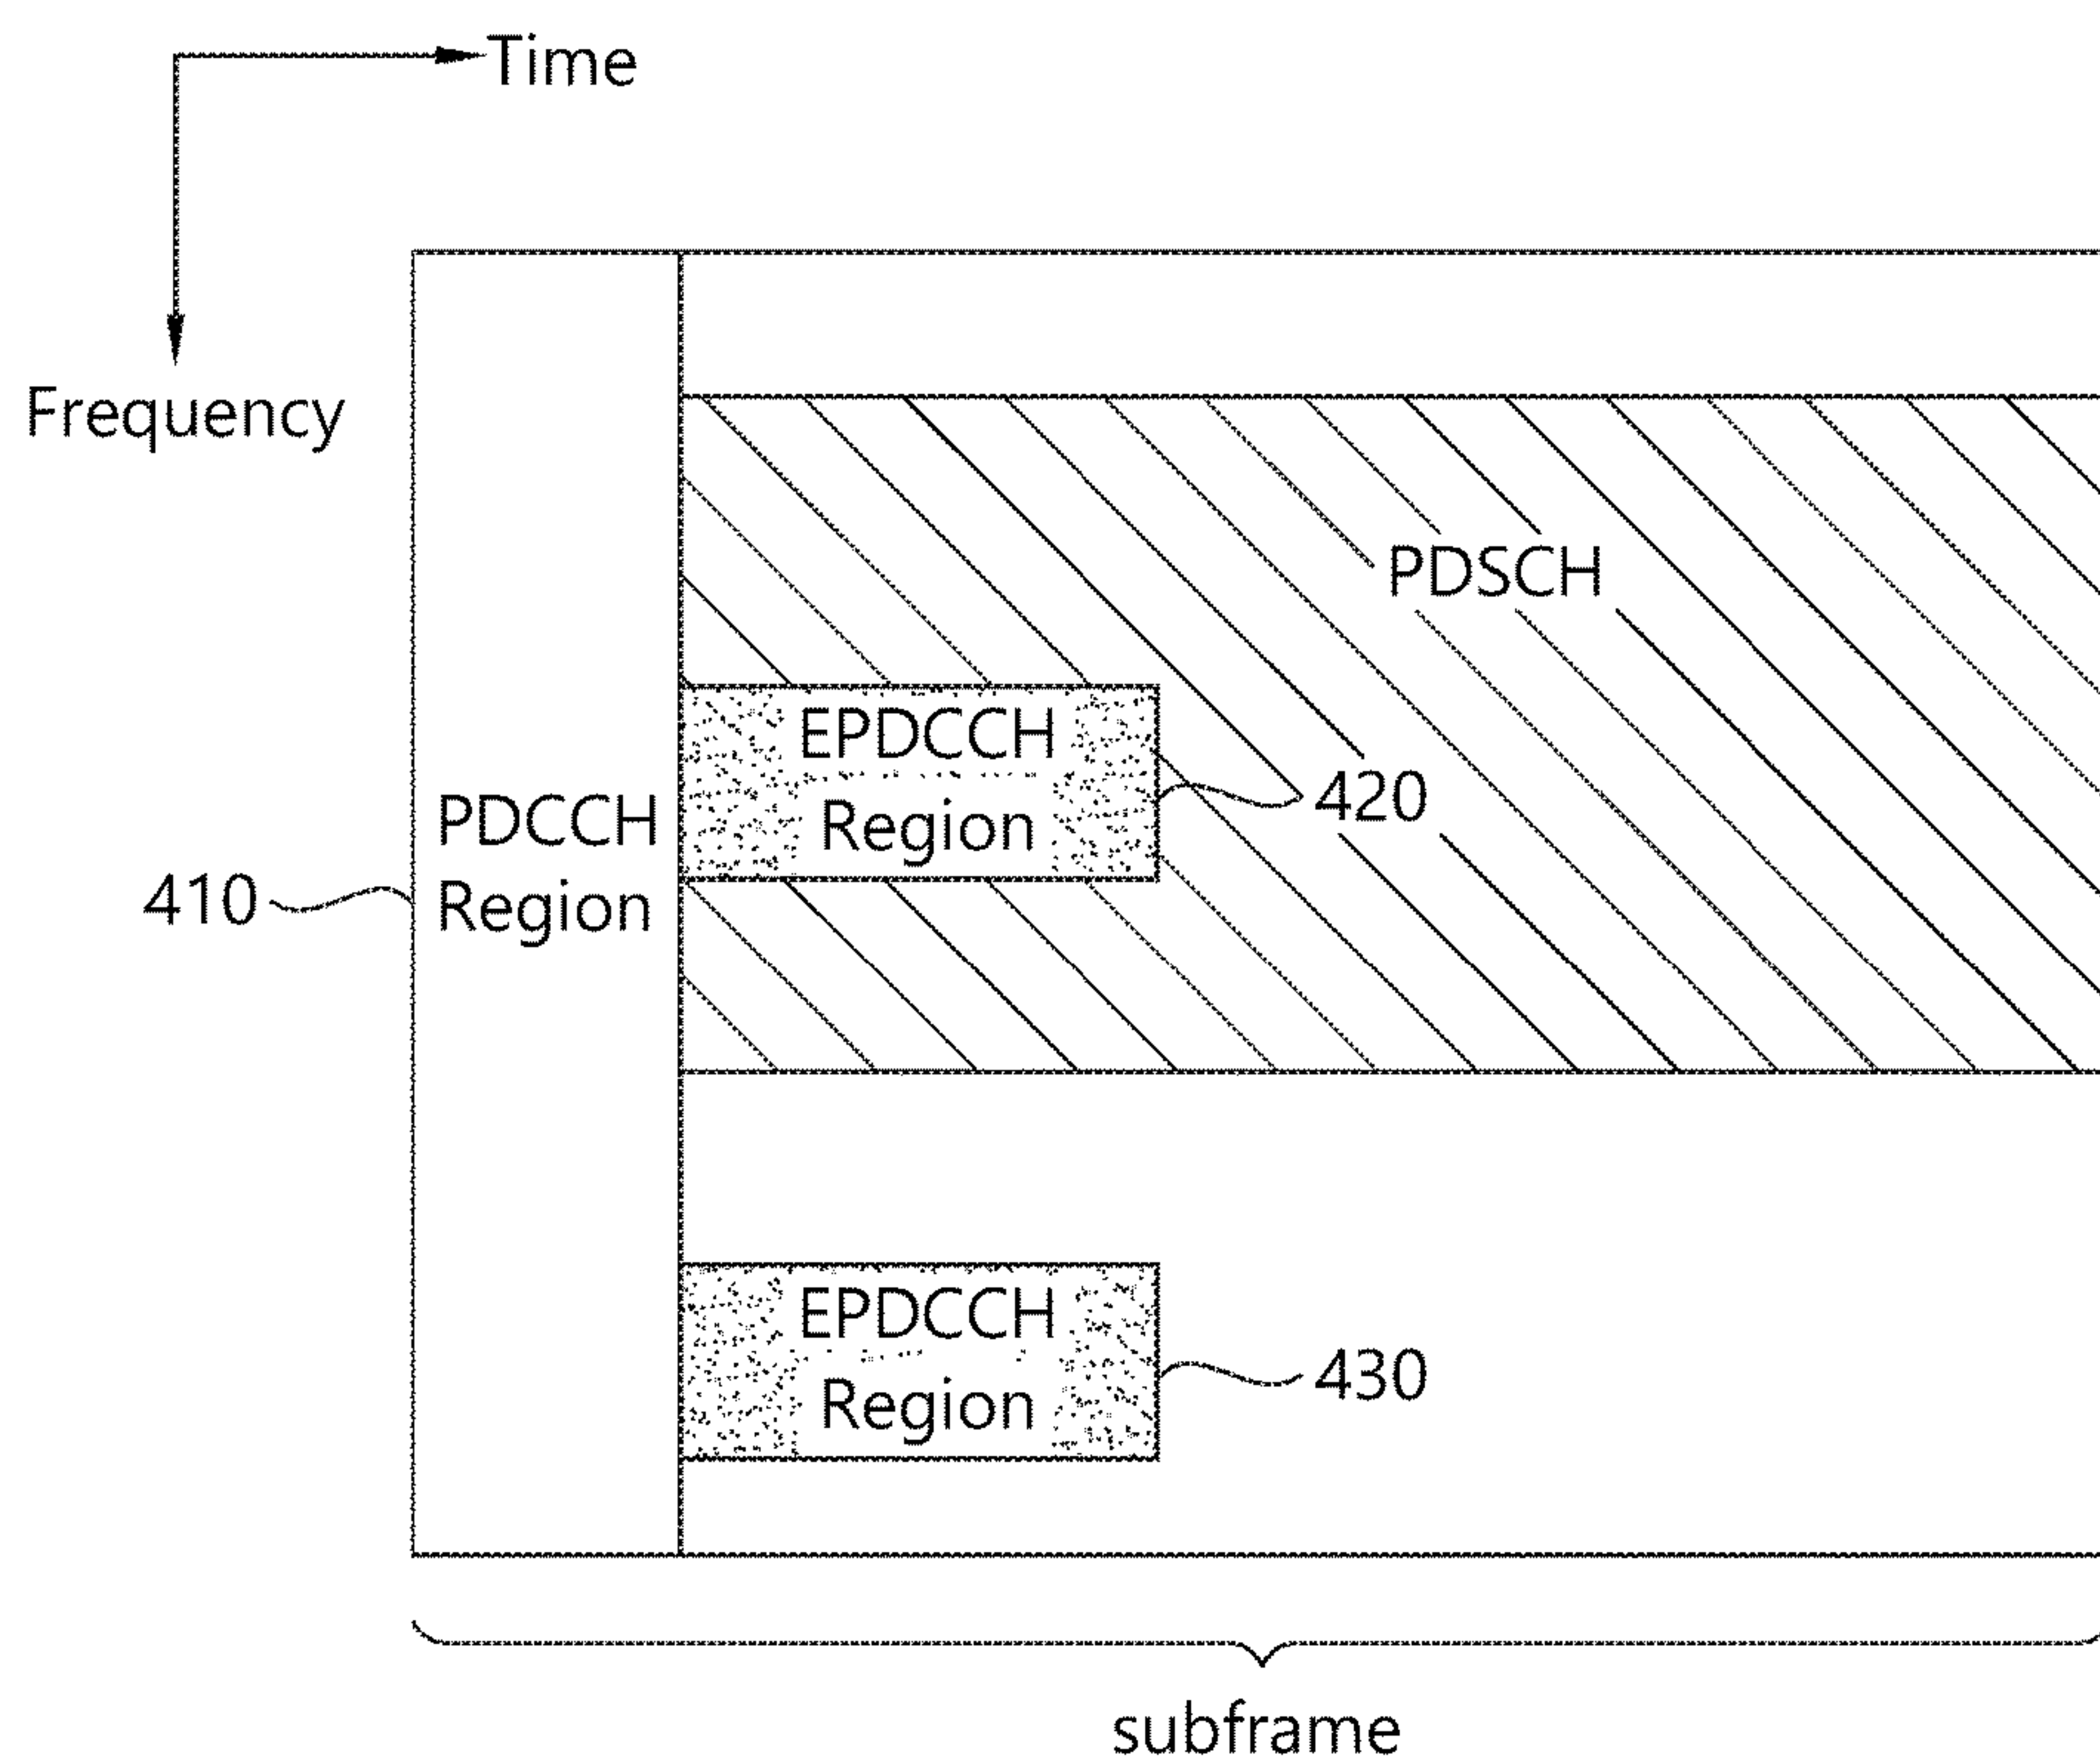 Time
Frequency
PDSCH
EPDCCH
Region
420
PDCCH
Region
410
EPDCCH
Region
430
subframe